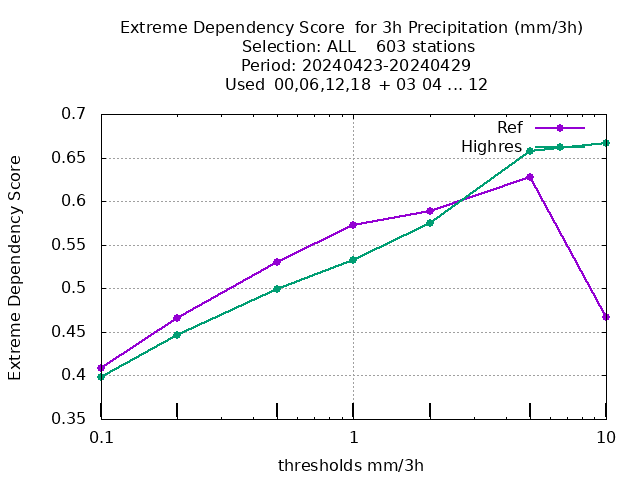 Extreme Dependency Score  for 3h Precipitation (mm/3h)
Selection: ALL    603 stations
Period: 20240423-20240429
Used  00,06,12,18  + 03 04 ... 12
Ref
Highres
Extreme Dependency Score
0.7
0.65
0.6
0.55
0.5
0.45
0.4
0.35
0.1 1 10
thresholds mm/3h